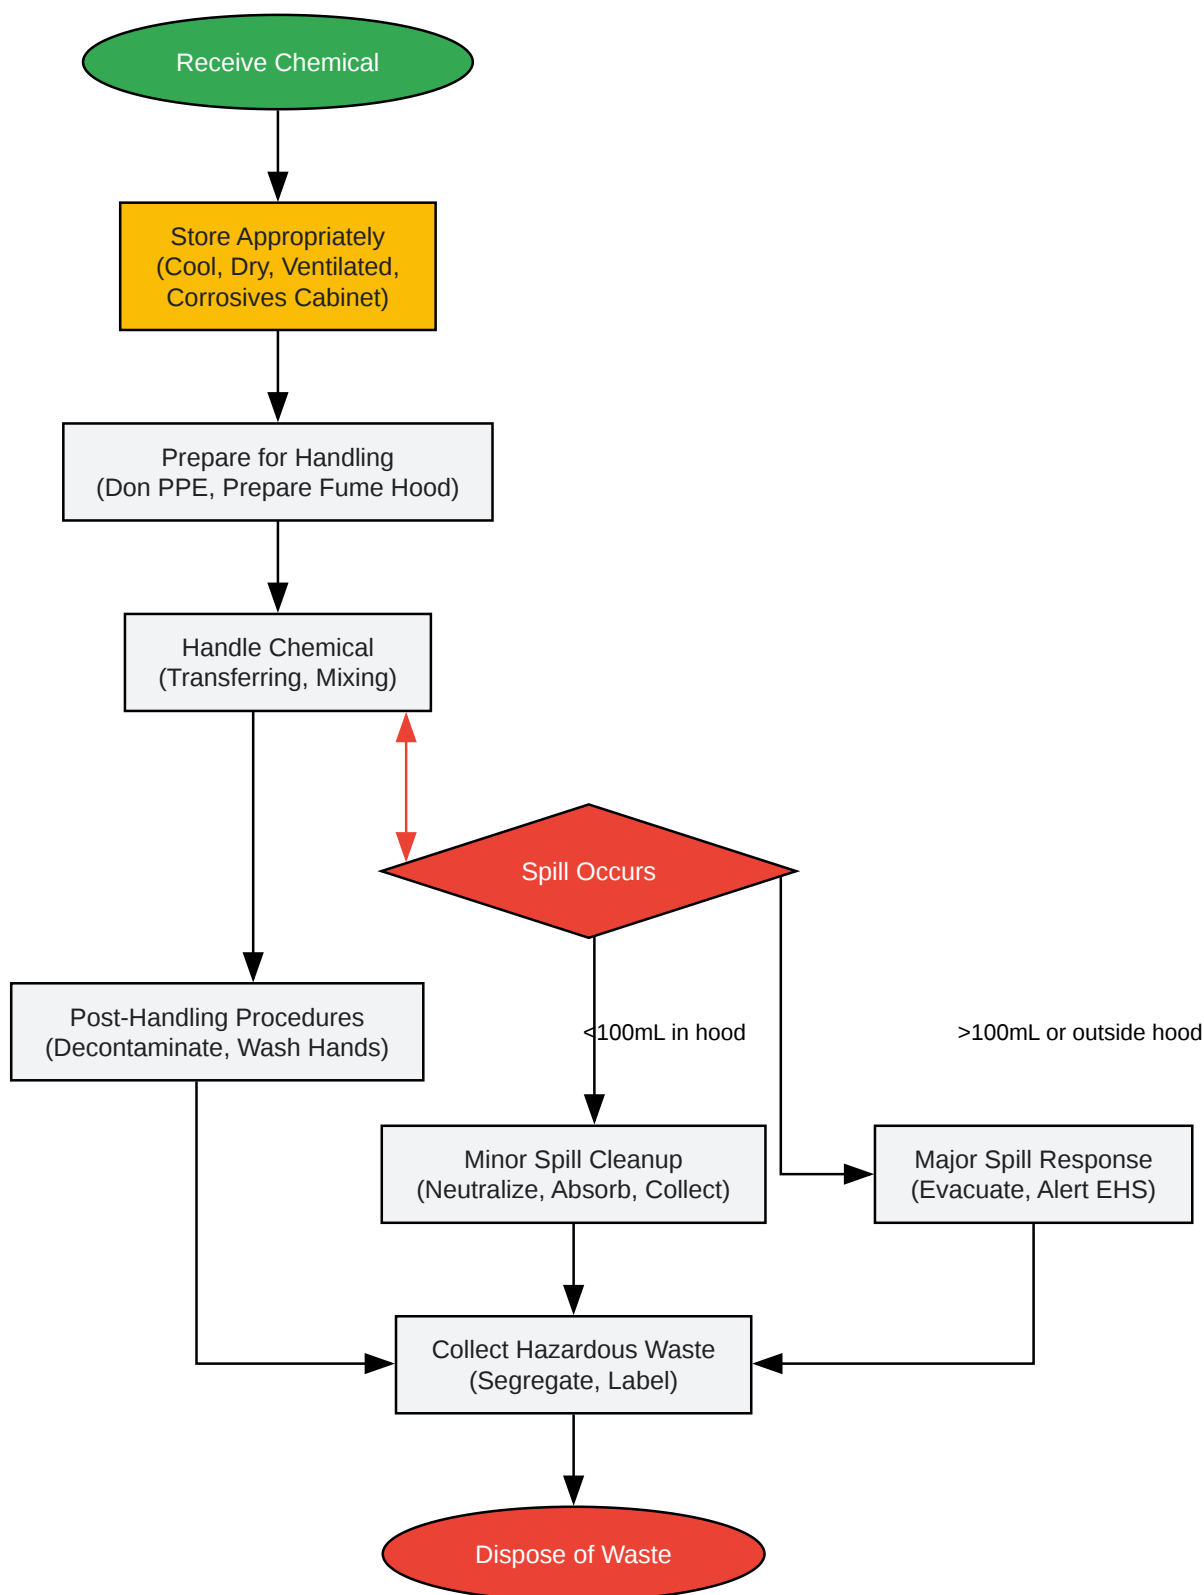 Receive Chemical
Store Appropriately
(Cool, Dry, Ventilated,
Corrosives Cabinet)
Prepare for Handling
(Don PPE, Prepare Fume Hood)
Handle Chemical
(Transferring, Mixing)
Spill Occurs
Post-Handling Procedures
(Decontaminate, Wash Hands)
<100mL in hood
>100mL or outside hood
Minor Spill Cleanup
(Neutralize, Absorb, Collect)
Major Spill Response
(Evacuate, Alert EHS)
Collect Hazardous Waste
(Segregate, Label)
Dispose of Waste